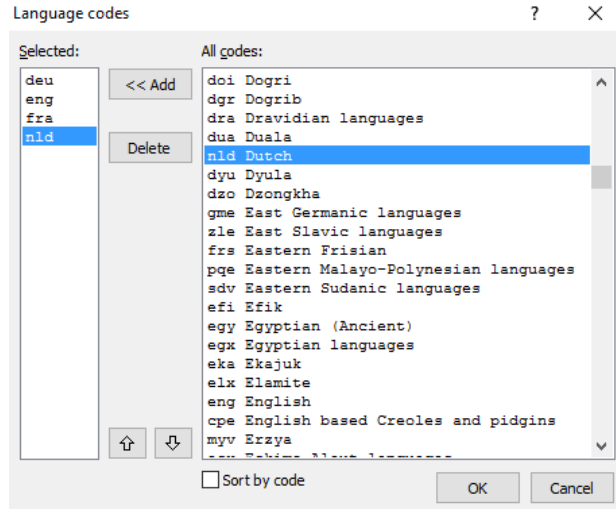 Language codes
?
Selected:
All codes:
deu
eng
fra
nld
<< Add
Delete
doi Dogri
dgr Dogrib
dra Dravidian languages
dua Duala
nld Dutch
dyu Dyula
dzo Dzongkha
gme East Germanic languages
zle East Slavic languages
frs Eastern Frisian
pqe Eastern Malayo-Polynesian languages
sdv Eastern Sudanic languages
efi Efik
egy Egyptian (Ancient)
egx Egyptian languages
eka Ekajuk
elx Elamite
eng English
cpe English based Creoles and pidgins
myv Erzya
Sort by code
OK
Cancel